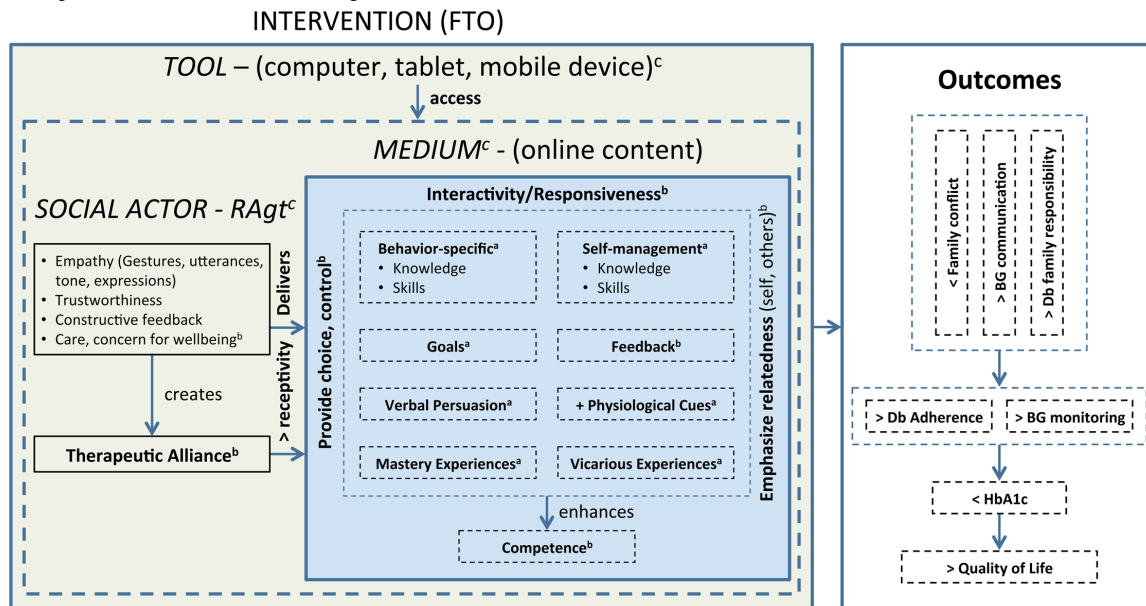 INTERVENTION (FTO)
TOOL – (computer, tablet, mobile device)ᶜ
access
MEDIUMᶜ - (online content)
SOCIAL ACTOR - RAgtᶜ
• Empathy (Gestures, utterances,
tone, expressions)
• Trustworthiness
• Constructive feedback
• Care, concern for wellbeingᵇ
creates
Therapeutic Allianceᵇ
Delivers
> receptivity
Interactivity/Responsivenessᵇ
Provide choice, controlᵇ
Behavior-specificᵃ
• Knowledge
• Skills
Self-managementᵃ
• Knowledge
• Skills
Goalsᵃ
Feedbackᵇ
Verbal Persuasionᵃ
+ Physiological Cuesᵃ
Mastery Experiencesᵃ
Vicarious Experiencesᵃ
Emphasize relatedness (self, others)ᵇ
enhances
Competenceᵇ
Outcomes
< Family conflict
> BG communication
> Db family responsibility
> Db Adherence
> BG monitoring
< HbA1c
> Quality of Life